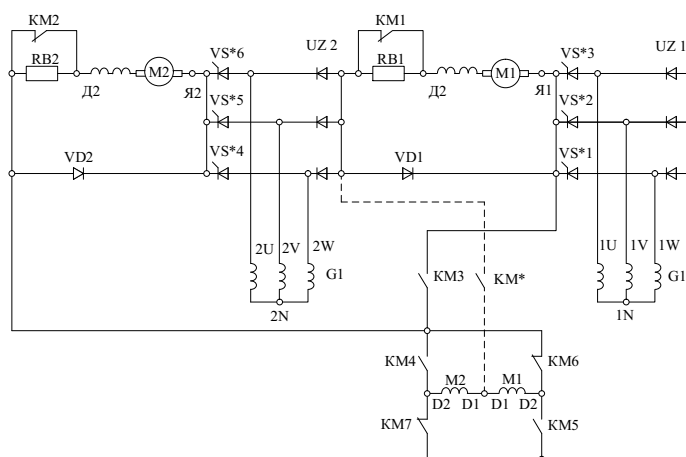 KM2 KM1
RB2 M2 VS*6 UZ 2 RB1 M1 VS*3 UZ 1
Д2 Я2 Д2 Я1
VS*5 VS*2
VD2 VS*4 VD1 VS*1
2U 2V 2W 1U 1V 1W
G1 KM3 KM* G1
2N 1N
KM4 M2 M1 KM6
D2 D1 D1 D2
KM7 KM5